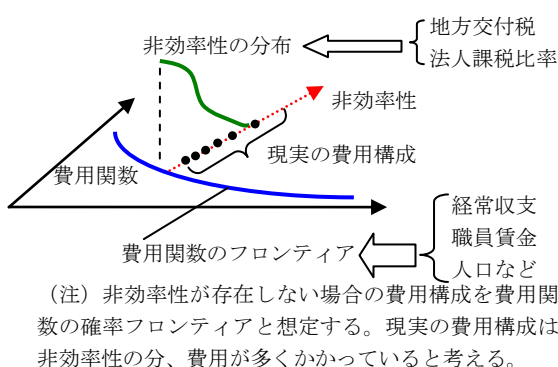 地方交付税
非効率性の分布
法人課税比率
非効率性
現実の費用構成
費用関数
経常収支
職員賃金
費用関数のフロンティア
人口など
（注）非効率性が存在しない場合の費用構成を費用関
数の確率フロンティアと想定する。現実の費用構成は
非効率性の分、費用が多くかかっていると考える。